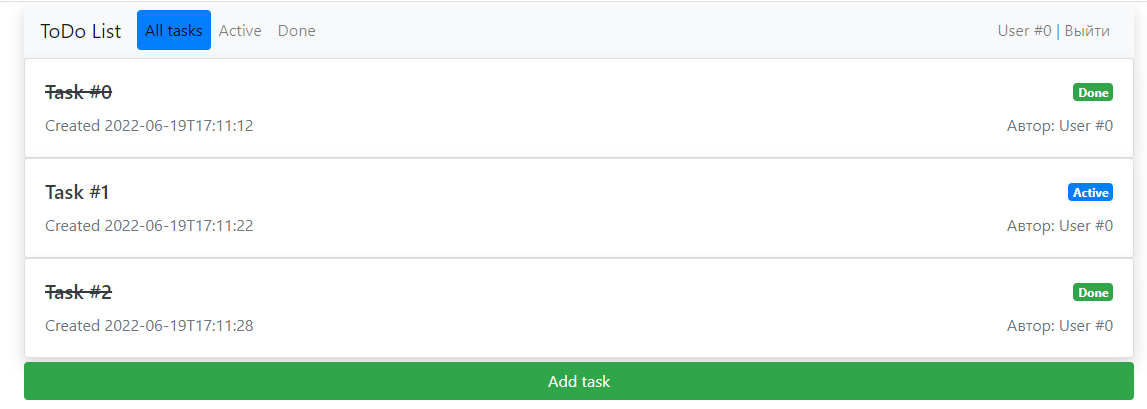 ToDo List All tasks Active Done User #0 | Выйти
Task #0 Done
Created 2022-06-19T17:11:12 Автор: User #0
Task #1 Active
Created 2022-06-19T17:11:22 Автор: User #0
Task #2 Done
Created 2022-06-19T17:11:28 Автор: User #0
Add task